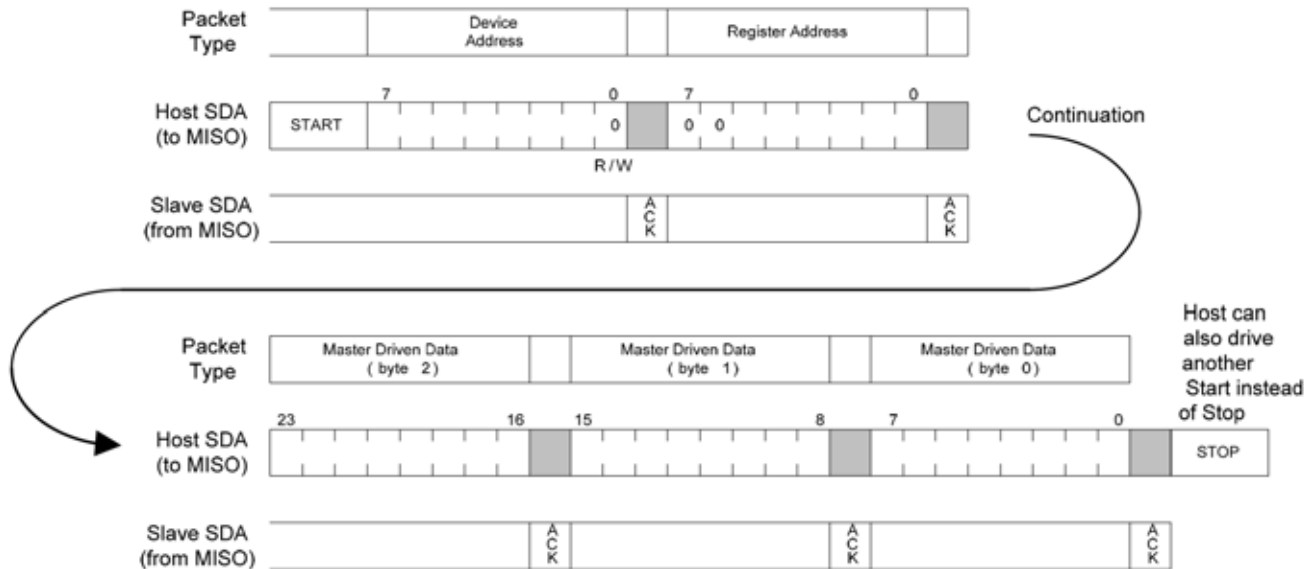 Packet Type
Device Address
Register Address
Host SDA (to MISO)
7 0 7 0
START 0 0 0
R / W
Continuation
Slave SDA (from MISO)
ACK ACK
Host can also drive another Start instead of Stop
Packet Type
Master Driven Data ( byte 2)
Master Driven Data ( byte 1)
Master Driven Data ( byte 0)
Host SDA (to MISO)
23 16 15 8 7 0
STOP
Slave SDA (from MISO)
ACK ACK ACK